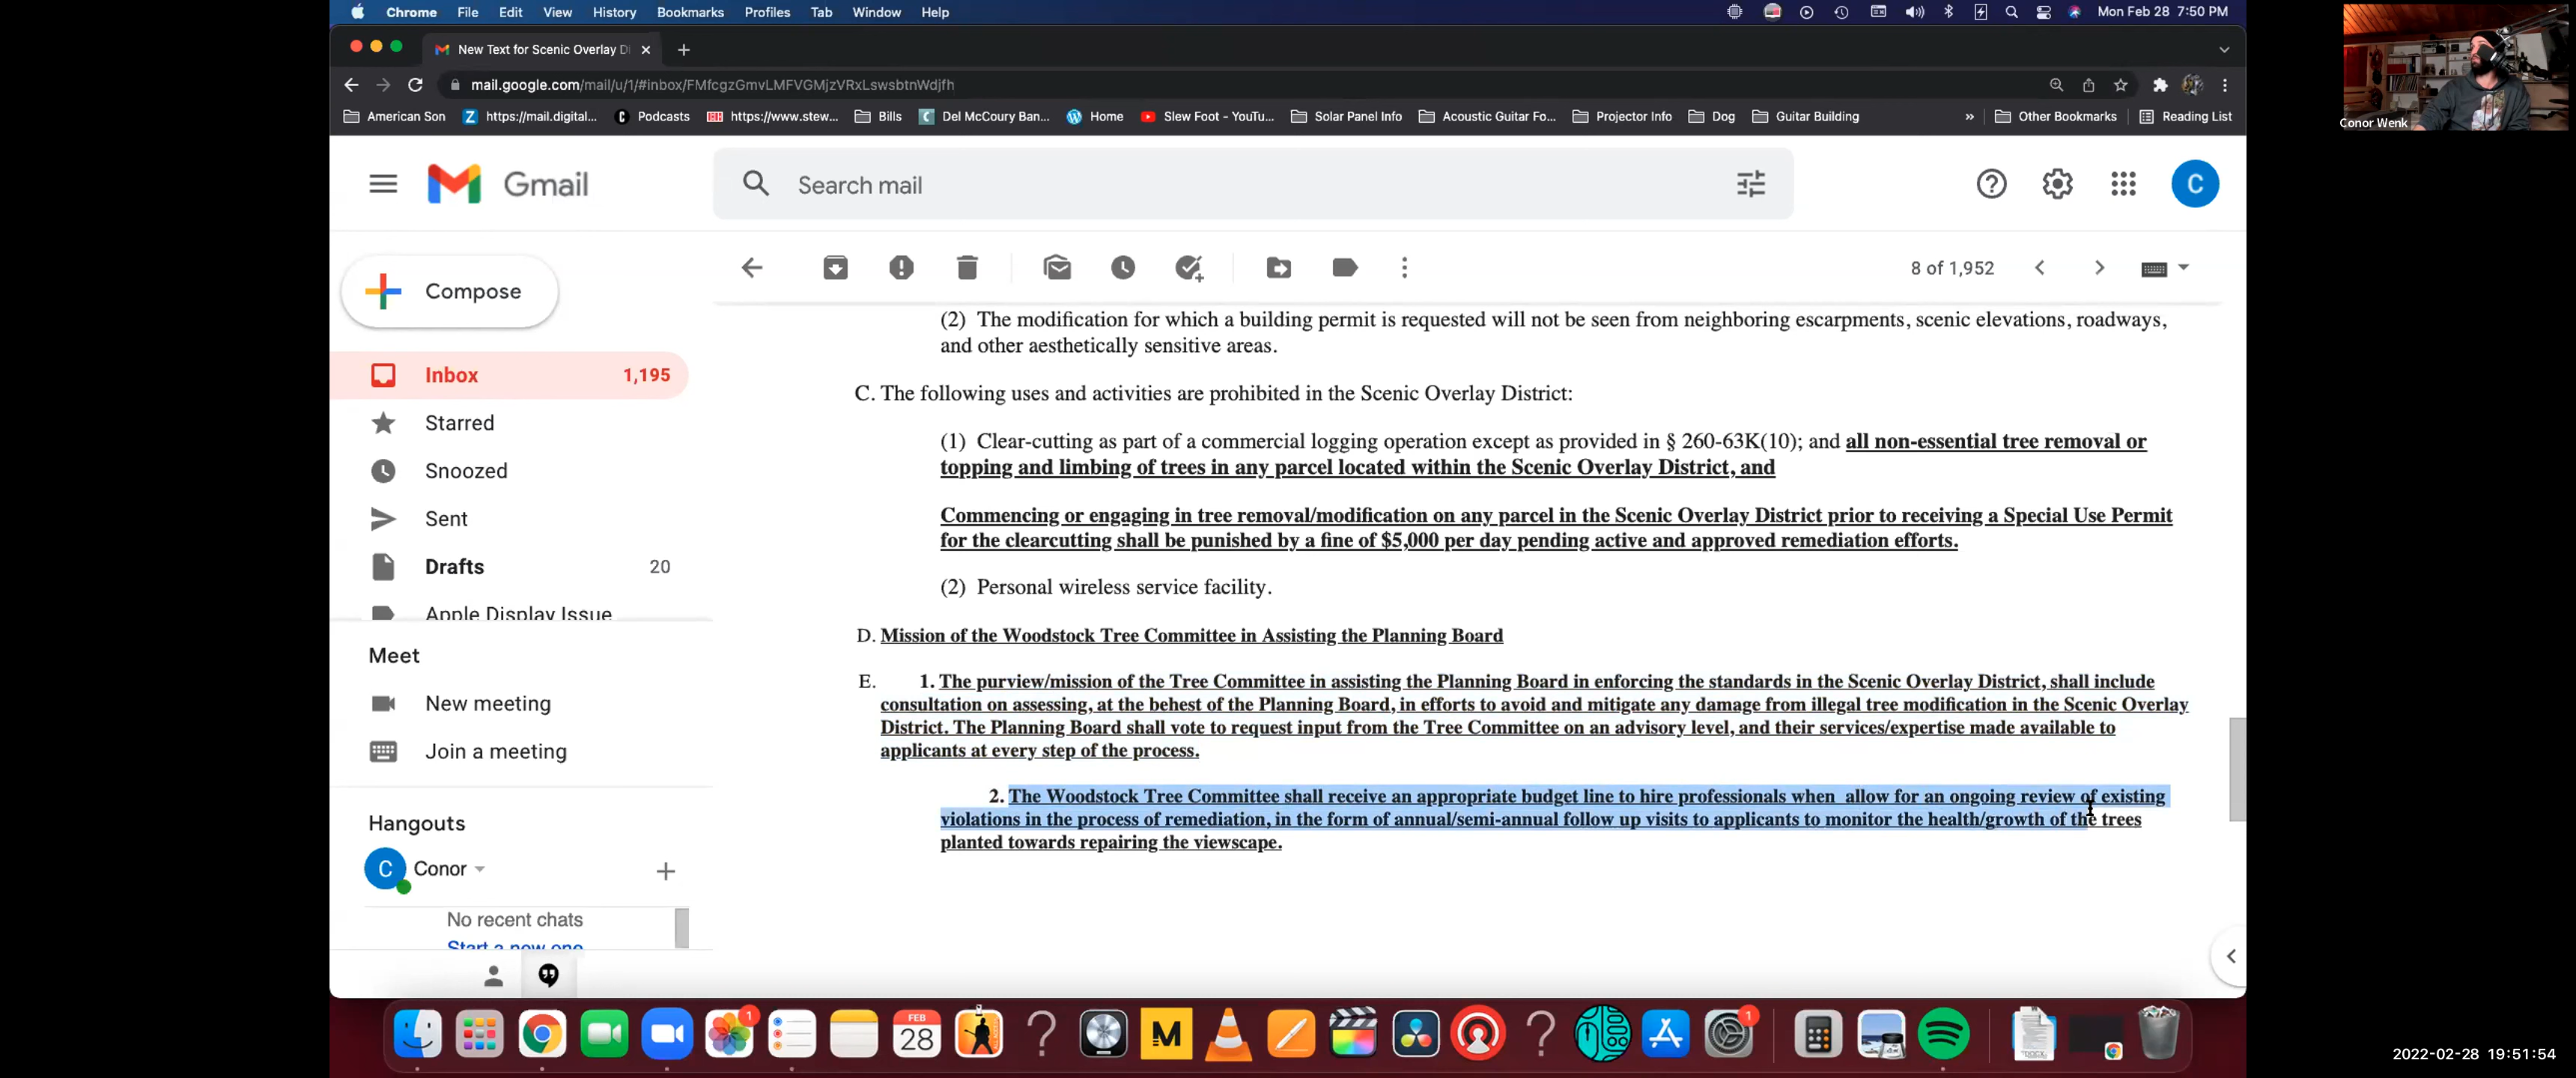 Chrome File Edit View History Bookmarks Profiles Tab Window Help Mon Feb 28 7:50 PM
New Text for Scenic Overlay Di
mail.google.com/mail/u/1/#inbox/FMfcgzGmvLMFVGMjzVRxLswsbtnWdjfh
American Son https://mail.digital... Podcasts https://www.stew... Bills Del McCoury Ban... Home Slew Foot - YouTu... Solar Panel Info Acoustic Guitar Fo... Projector Info Dog Guitar Building » Other Bookmarks Reading List
Conor Wenk
Gmail
Search mail
C
Compose
8 of 1,952
Inbox 1,195
Starred
Snoozed
Sent
Drafts 20
Apple Display Issue
Meet
New meeting
Join a meeting
Hangouts
C Conor
No recent chats
Start a new one
(2) The modification for which a building permit is requested will not be seen from neighboring escarpments, scenic elevations, roadways,
and other aesthetically sensitive areas.
C. The following uses and activities are prohibited in the Scenic Overlay District:
(1) Clear-cutting as part of a commercial logging operation except as provided in § 260-63K(10); and all non-essential tree removal or
topping and limbing of trees in any parcel located within the Scenic Overlay District, and
Commencing or engaging in tree removal/modification on any parcel in the Scenic Overlay District prior to receiving a Special Use Permit
for the clearcutting shall be punished by a fine of $5,000 per day pending active and approved remediation efforts.
(2) Personal wireless service facility.
D. Mission of the Woodstock Tree Committee in Assisting the Planning Board
E. 1. The purview/mission of the Tree Committee in assisting the Planning Board in enforcing the standards in the Scenic Overlay District, shall include
consultation on assessing, at the behest of the Planning Board, in efforts to avoid and mitigate any damage from illegal tree modification in the Scenic Overlay
District. The Planning Board shall vote to request input from the Tree Committee on an advisory level, and their services/expertise made available to
applicants at every step of the process.
2. The Woodstock Tree Committee shall receive an appropriate budget line to hire professionals when allow for an ongoing review of existing
violations in the process of remediation, in the form of annual/semi-annual follow up visits to applicants to monitor the health/growth of the trees
planted towards repairing the viewscape.
1
FEB
28
M
1
2022-02-28 19:51:54